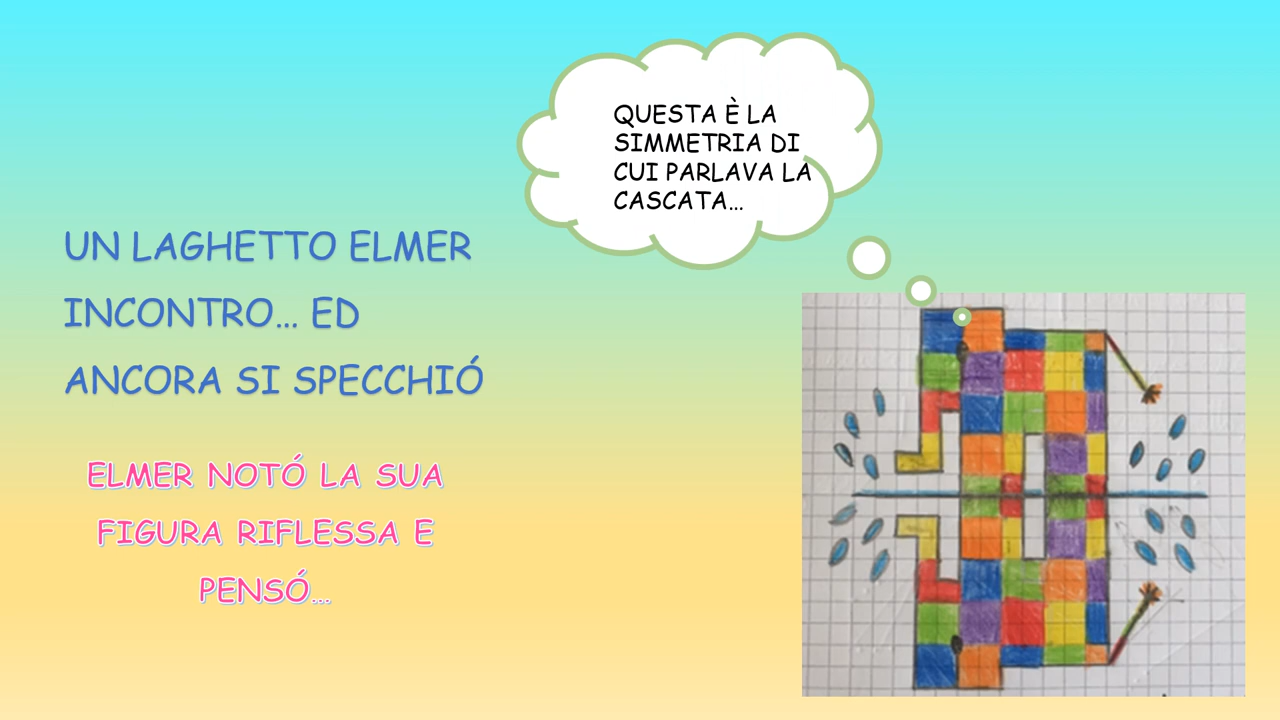 QUESTA È LA
SIMMETRIA DI
CUI PARLAVA LA
CASCATA...
UN LAGHETTO ELMER
INCONTRO... ED
ANCORA SI SPECCHIÓ
ELMER NOTÓ LA SUA
FIGURA RIFLESSA E
PENSÓ...